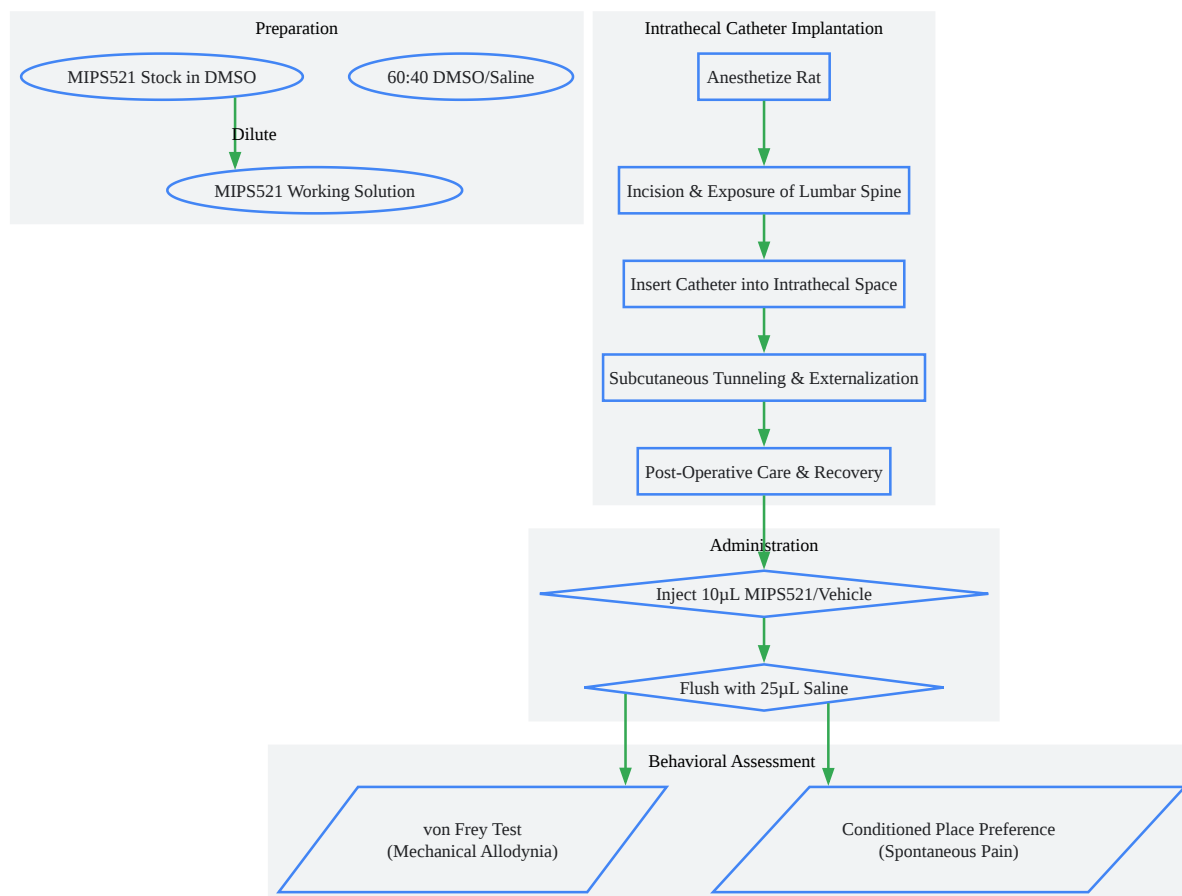 Preparation
MIPS521 Stock in DMSO
60:40 DMSO/Saline
Dilute
MIPS521 Working Solution
Intrathecal Catheter Implantation
Anesthetize Rat
Incision & Exposure of Lumbar Spine
Insert Catheter into Intrathecal Space
Subcutaneous Tunneling & Externalization
Post-Operative Care & Recovery
Administration
Inject 10µL MIPS521/Vehicle
Flush with 25µL Saline
Behavioral Assessment
von Frey Test
(Mechanical Allodynia)
Conditioned Place Preference
(Spontaneous Pain)